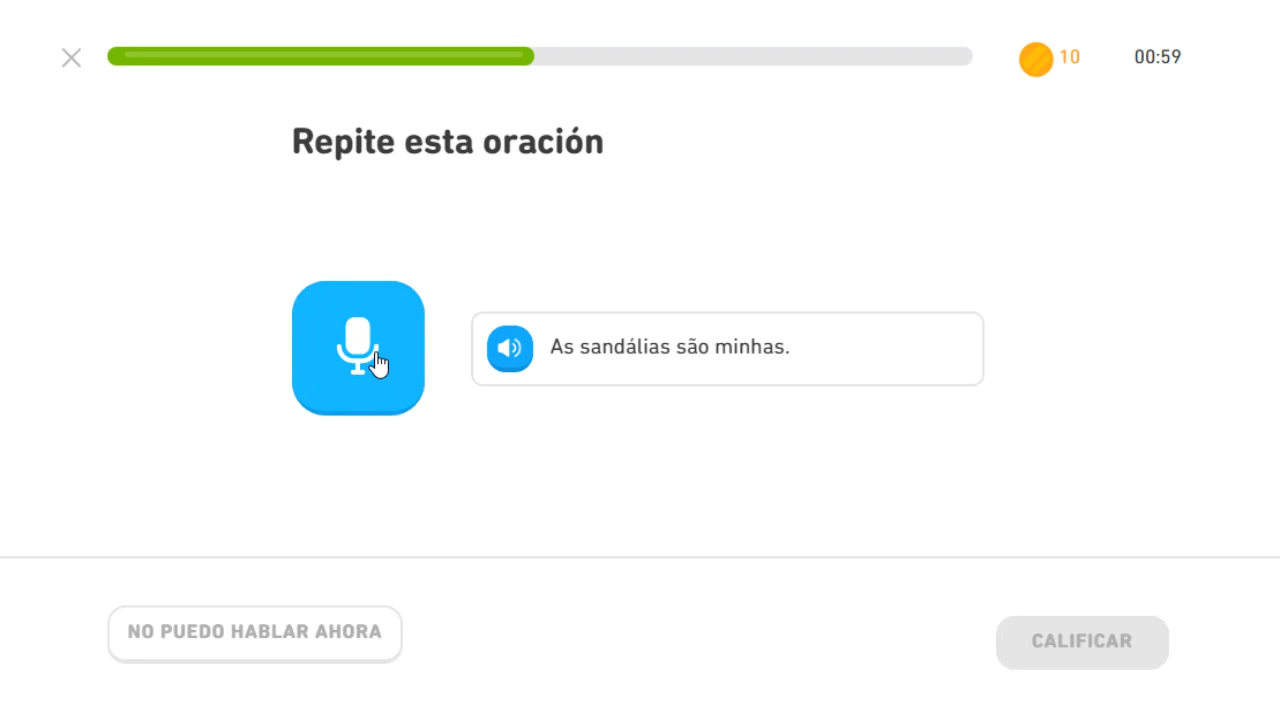 10
00:59
Repite esta oración
As sandálias são minhas.
NO PUEDO HABLAR AHORA
CALIFICAR